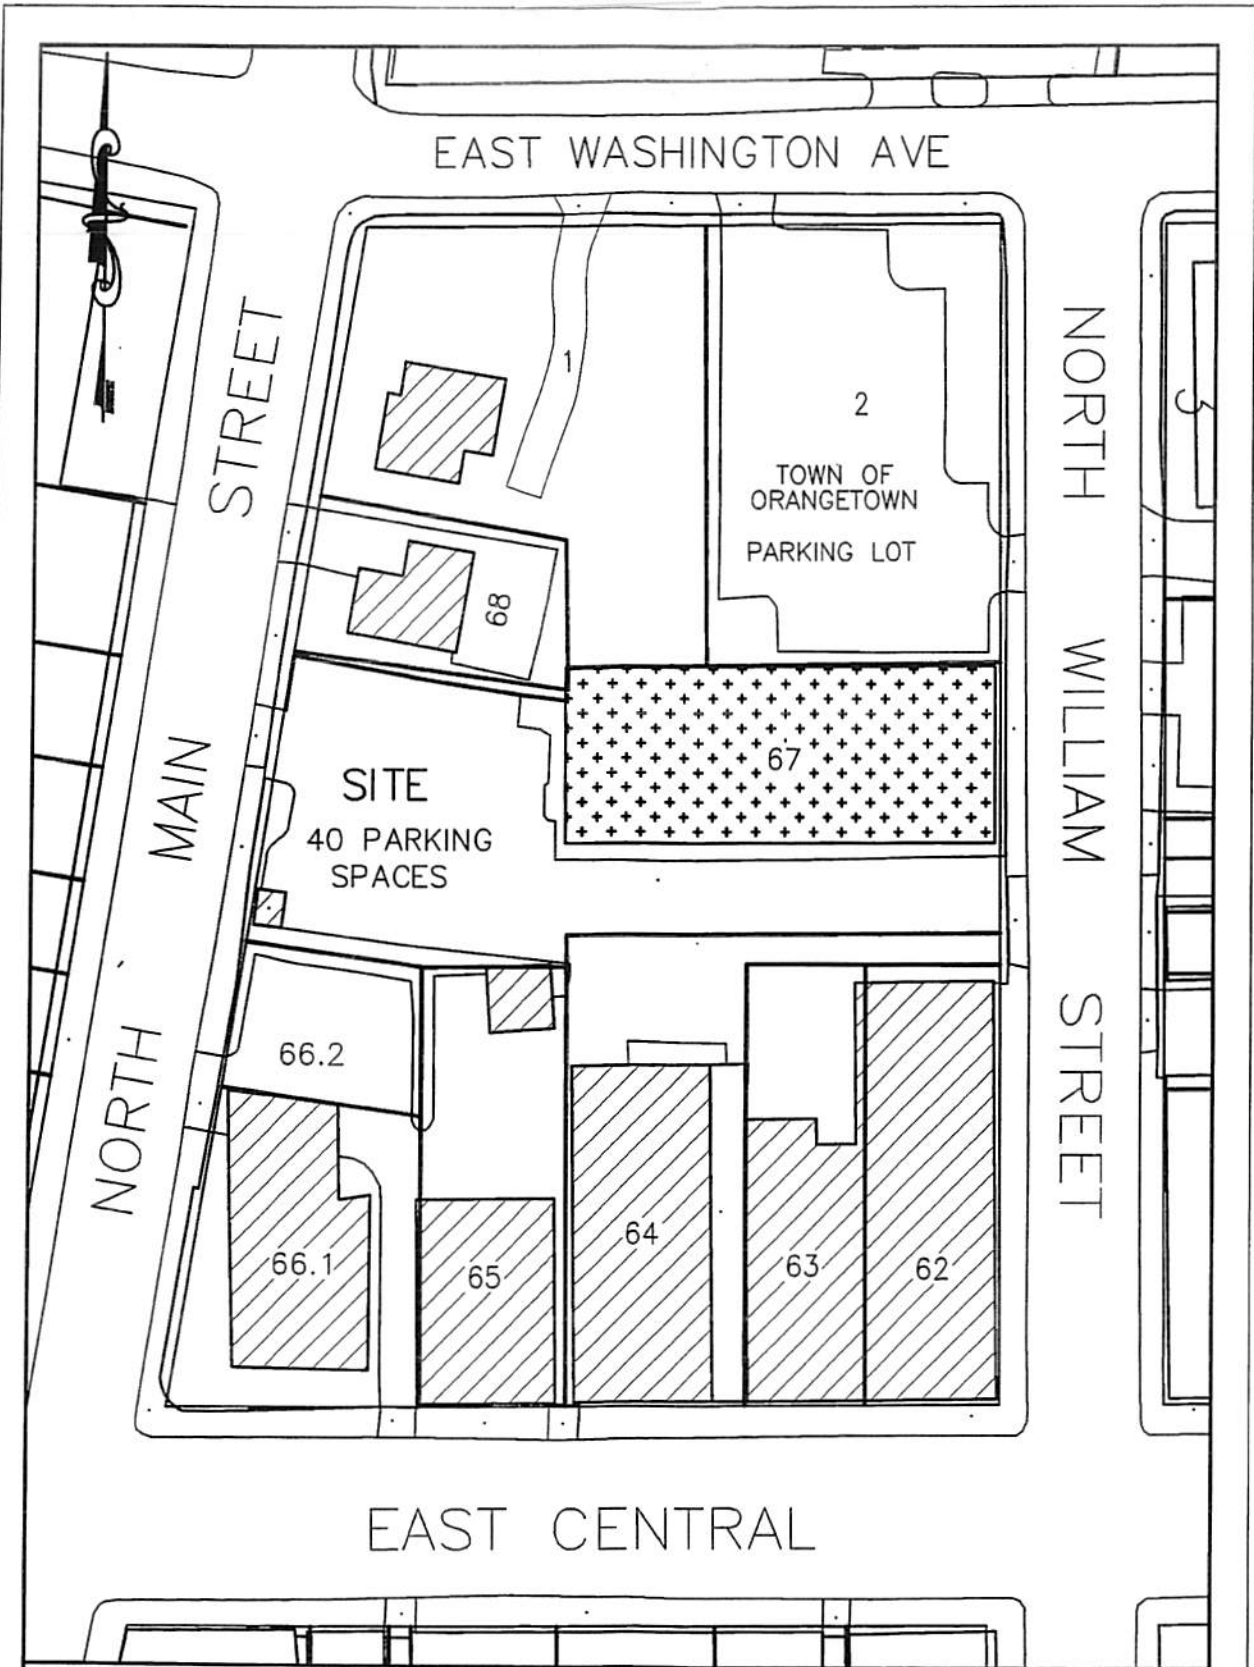 EAST WASHINGTON AVE
NORTH MAIN STREET
1
2
TOWN OF
ORANGETOWN
PARKING LOT
NORTH WILLIAM STREET
3
68
67
SITE
40 PARKING
SPACES
66.2
66.1
65
64
63
62
EAST CENTRAL